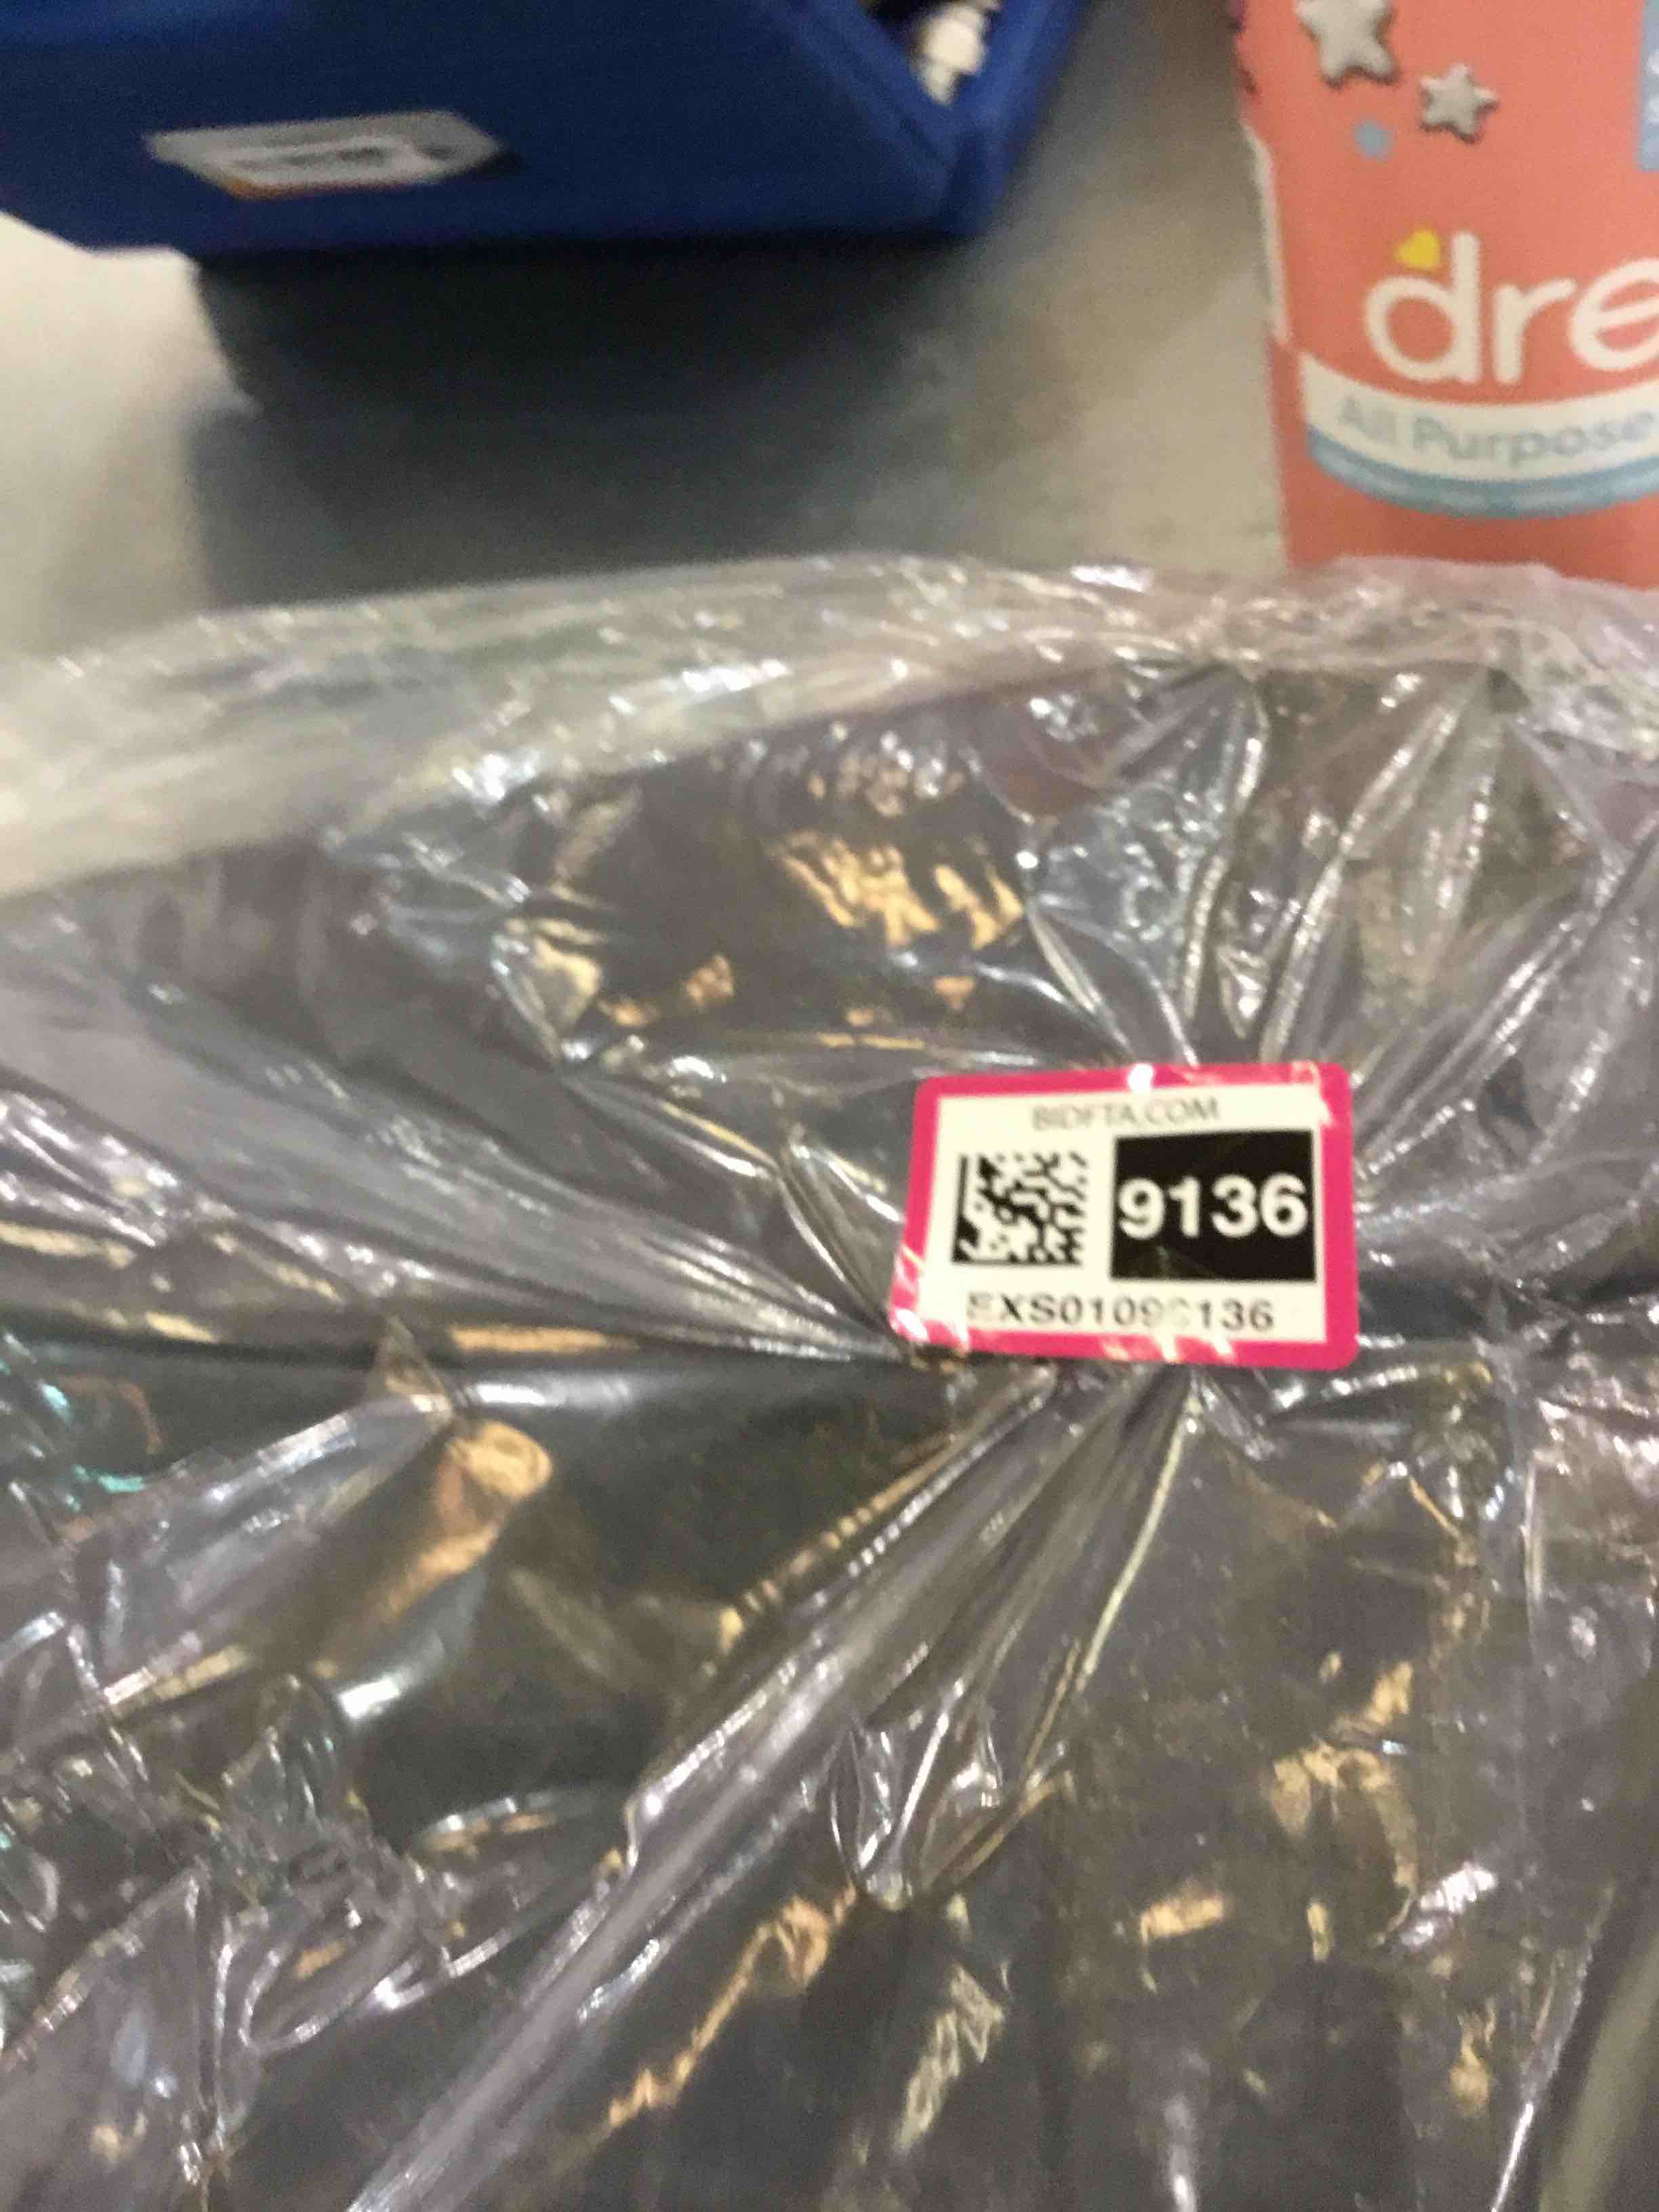 dre
All Purpose
BIDFTA.COM
9136